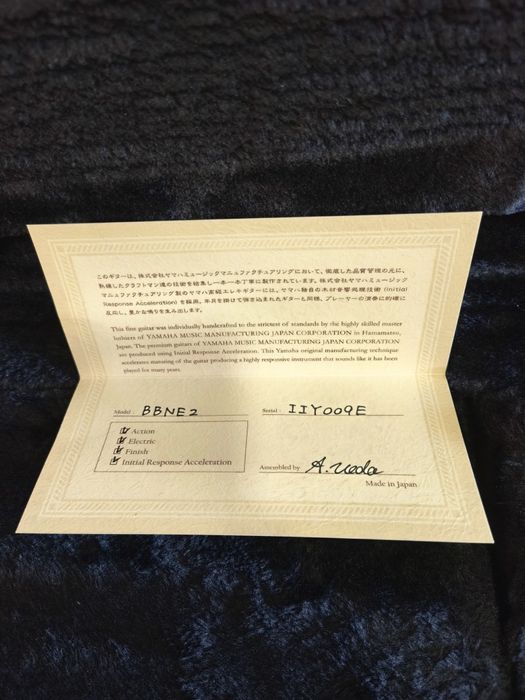 このギターは、株式会社ヤマハミュージックマニュファクチュアリングにおいて、徹底した品質管理の元に、
熟練したクラフトマン達の技術を結集し一本一本丁寧に製作されています。株式会社ヤマハミュージック
マニュファクチュアリング製のヤマハ高級エレキギターには、ヤマハ独自の木材音響処理技術 (Initial
Response Acceleration) を採用。年月を掛けて弾き込まれたギターと同様、プレーヤーの演奏に的確に
反応し、豊かな鳴りを生み出します。
This fine guitar was individually handcrafted to the strictest of standards by the highly skilled master
luthiers of YAMAHA MUSIC MANUFACTURING JAPAN CORPORATION in Hamamatsu,
Japan. The premium guitars of YAMAHA MUSIC MANUFACTURING JAPAN CORPORATION
are produced using Initial Response Acceleration. This Yamaha original manufacturing technique
accelerates maturing of the guitar producing a highly responsive instrument that sounds like it has been
played for many years.
Model : BBNE2 Serial : IIY009E
Action
Electric
Finish
Initial Response Acceleration
Assembled by A. Ueda
Made in Japan